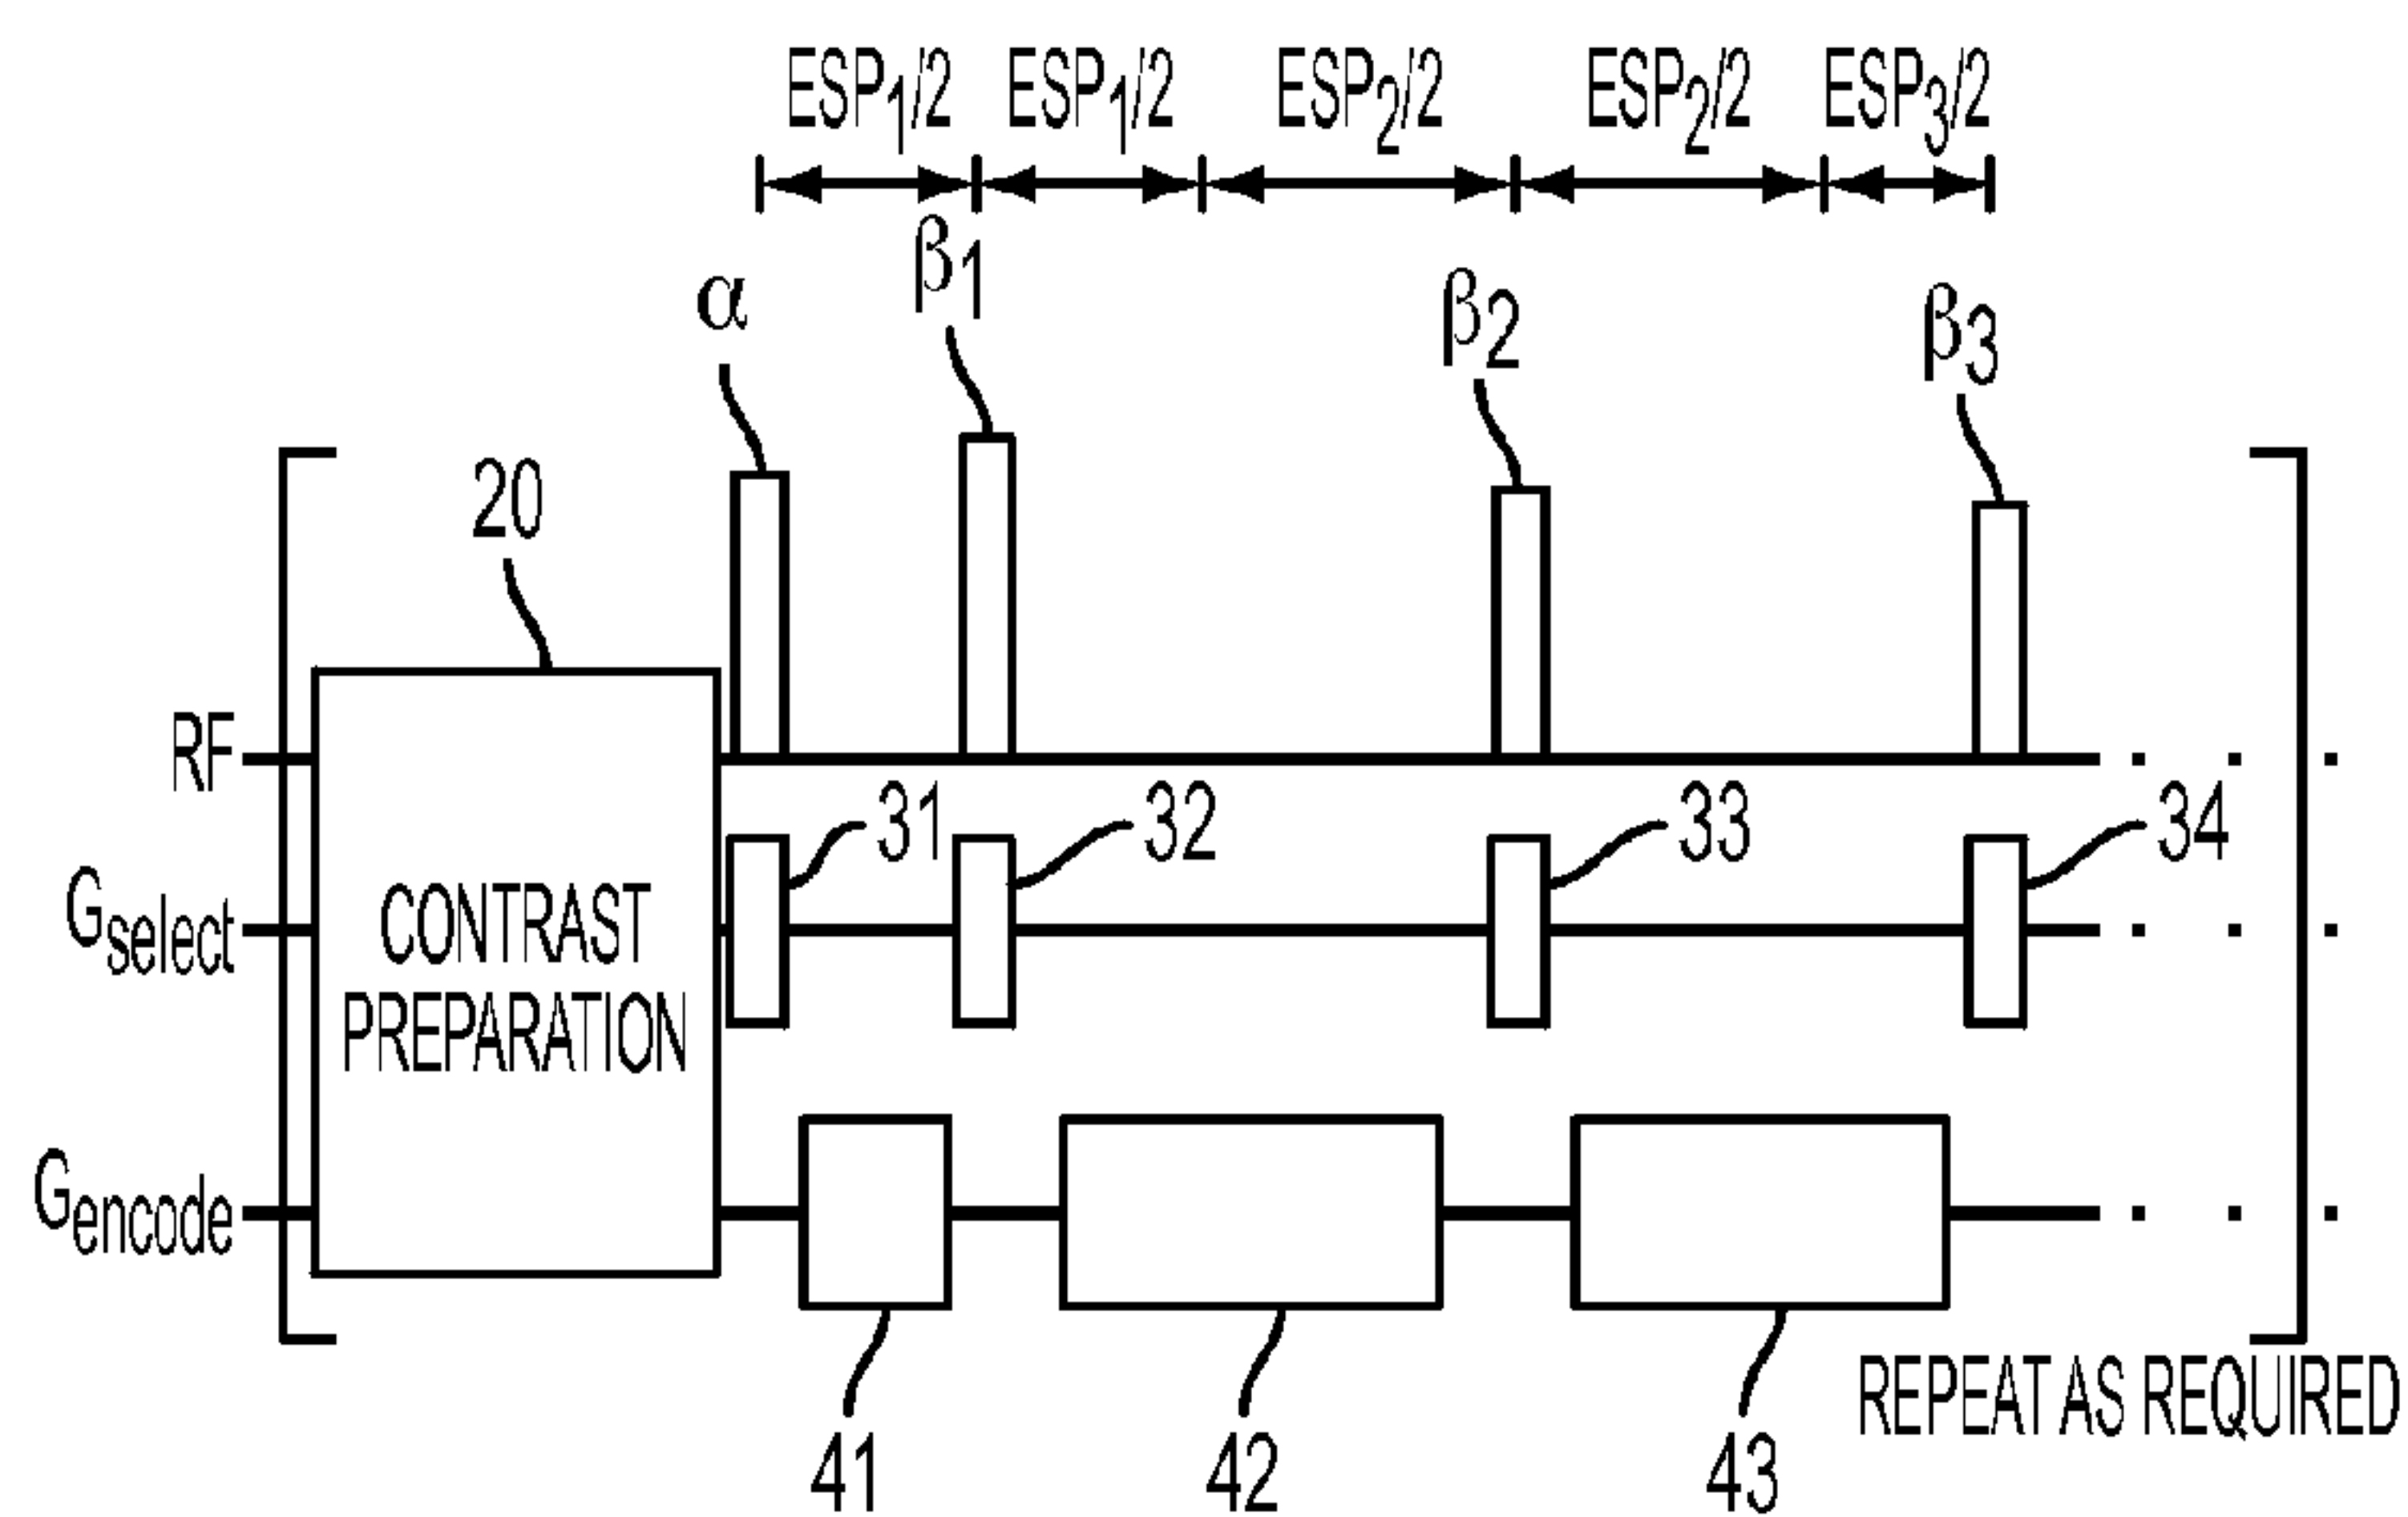 ESP1/2 ESP1/2 ESP2/2 ESP2/2 ESP3/2
α β1 β2 β3
20
RF
31 32 33 34
Gselect
CONTRAST
PREPARATION
Gencode
REPEAT AS REQUIRED
41 42 43